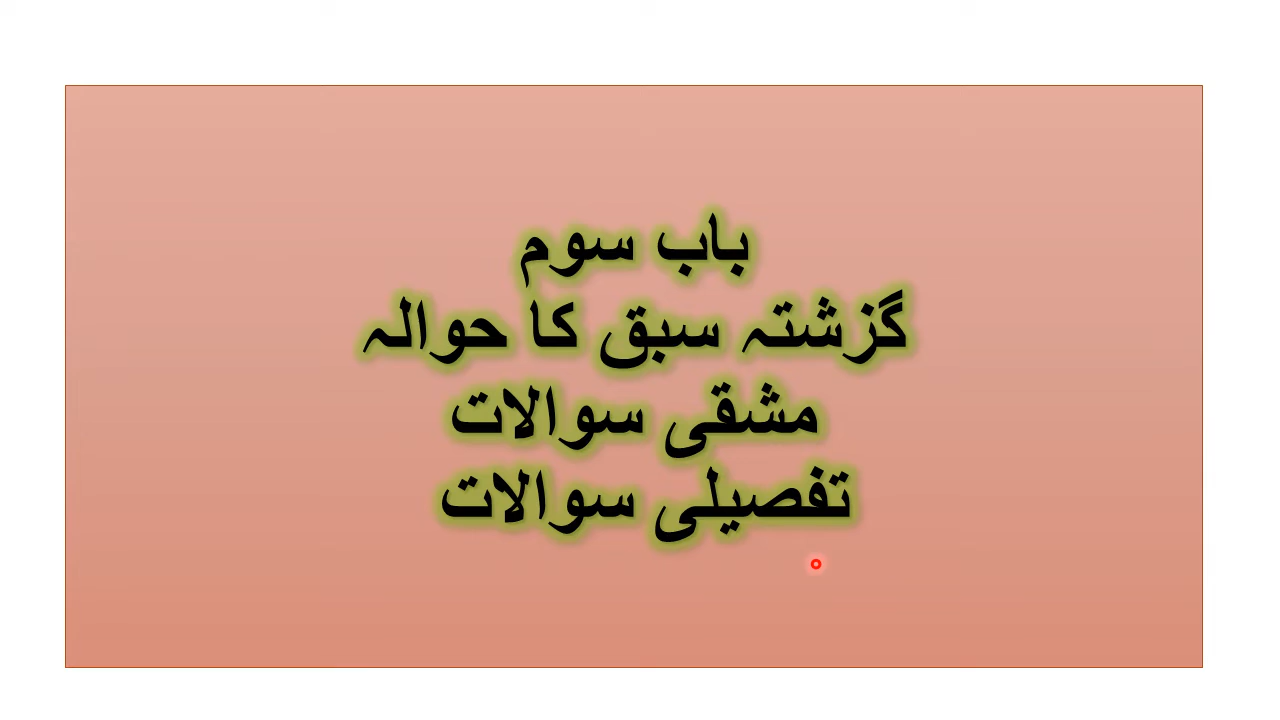 باب سوم
گزشتہ سبق کا حوالہ
مشقی سوالات
تفصیلی سوالات